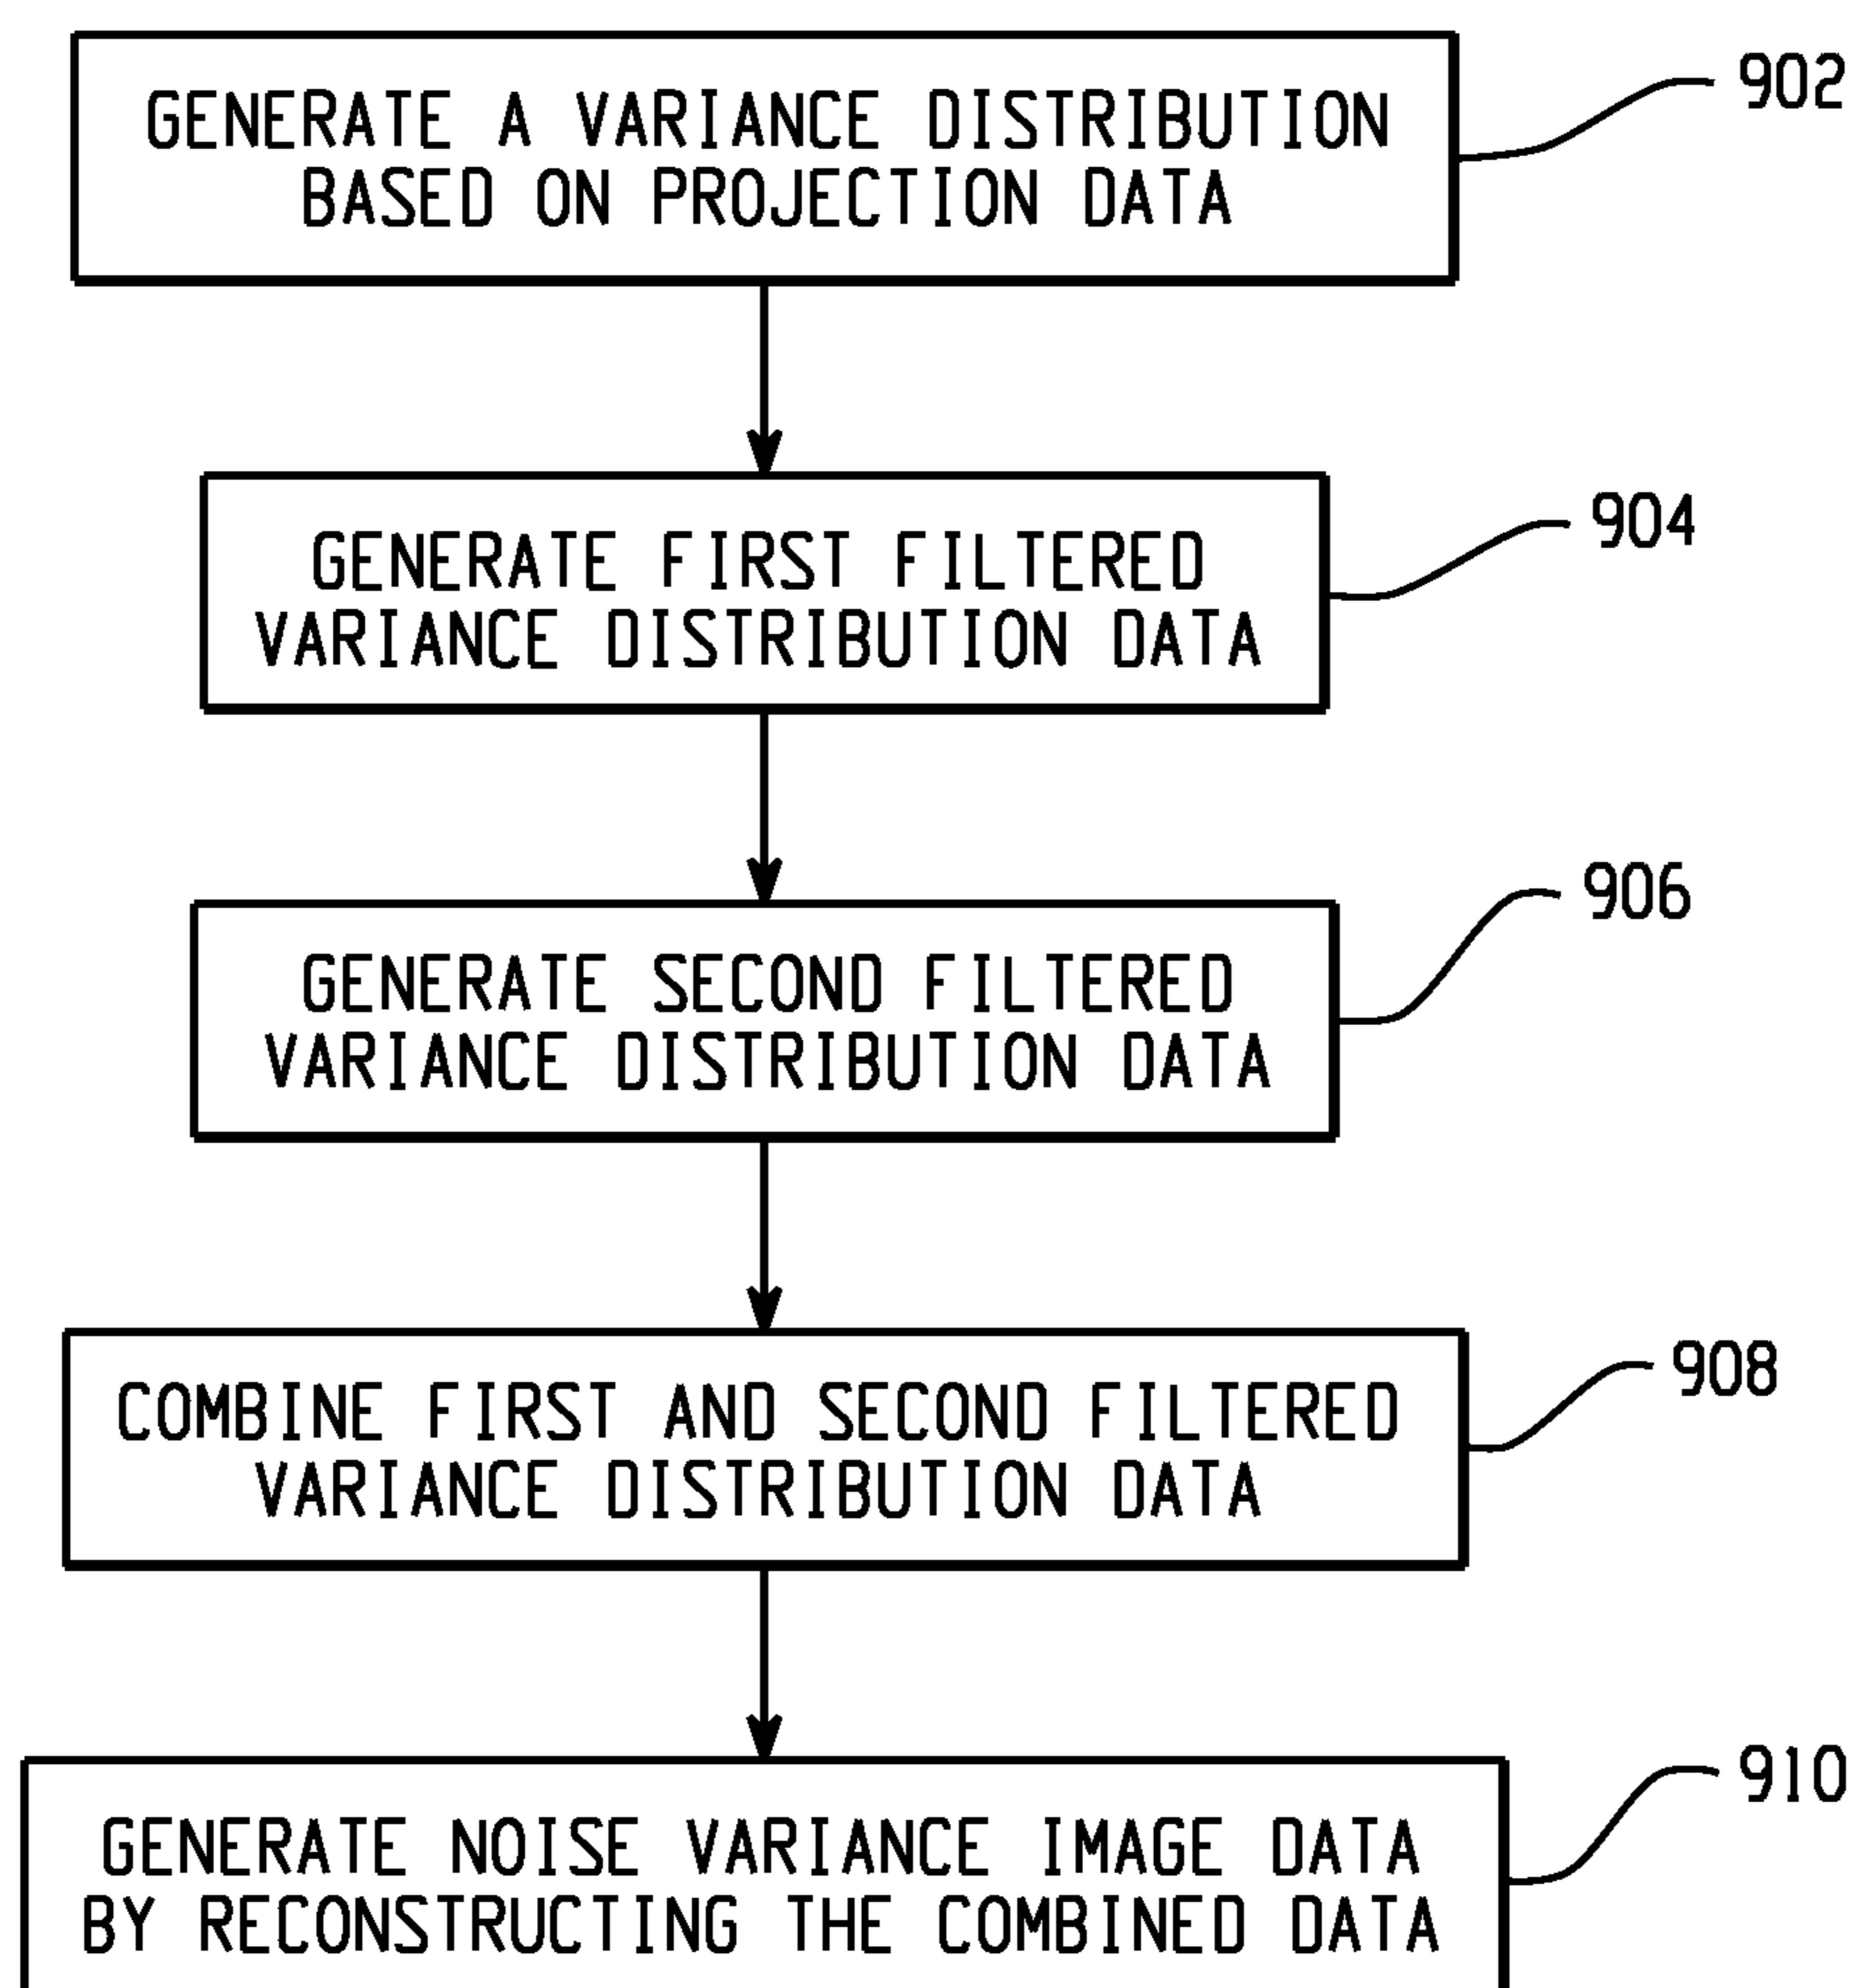 GENERATE A VARIANCE DISTRIBUTION
BASED ON PROJECTION DATA
902
GENERATE FIRST FILTERED
VARIANCE DISTRIBUTION DATA
904
GENERATE SECOND FILTERED
VARIANCE DISTRIBUTION DATA
906
COMBINE FIRST AND SECOND FILTERED
VARIANCE DISTRIBUTION DATA
908
GENERATE NOISE VARIANCE IMAGE DATA
BY RECONSTRUCTING THE COMBINED DATA
910